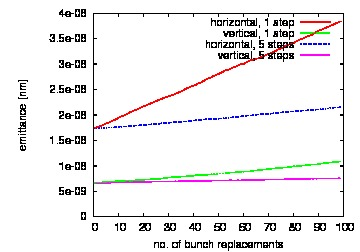 4e-08
3.5e-08
3e-08
2.5e-08
2e-08
1.5e-08
1e-08
5e-09
0
emittance [nm]
horizontal, 1 step
vertical, 1 step
horizontal, 5 steps
vertical, 5 steps
0 10 20 30 40 50 60 70 80 90 100
no. of bunch replacements